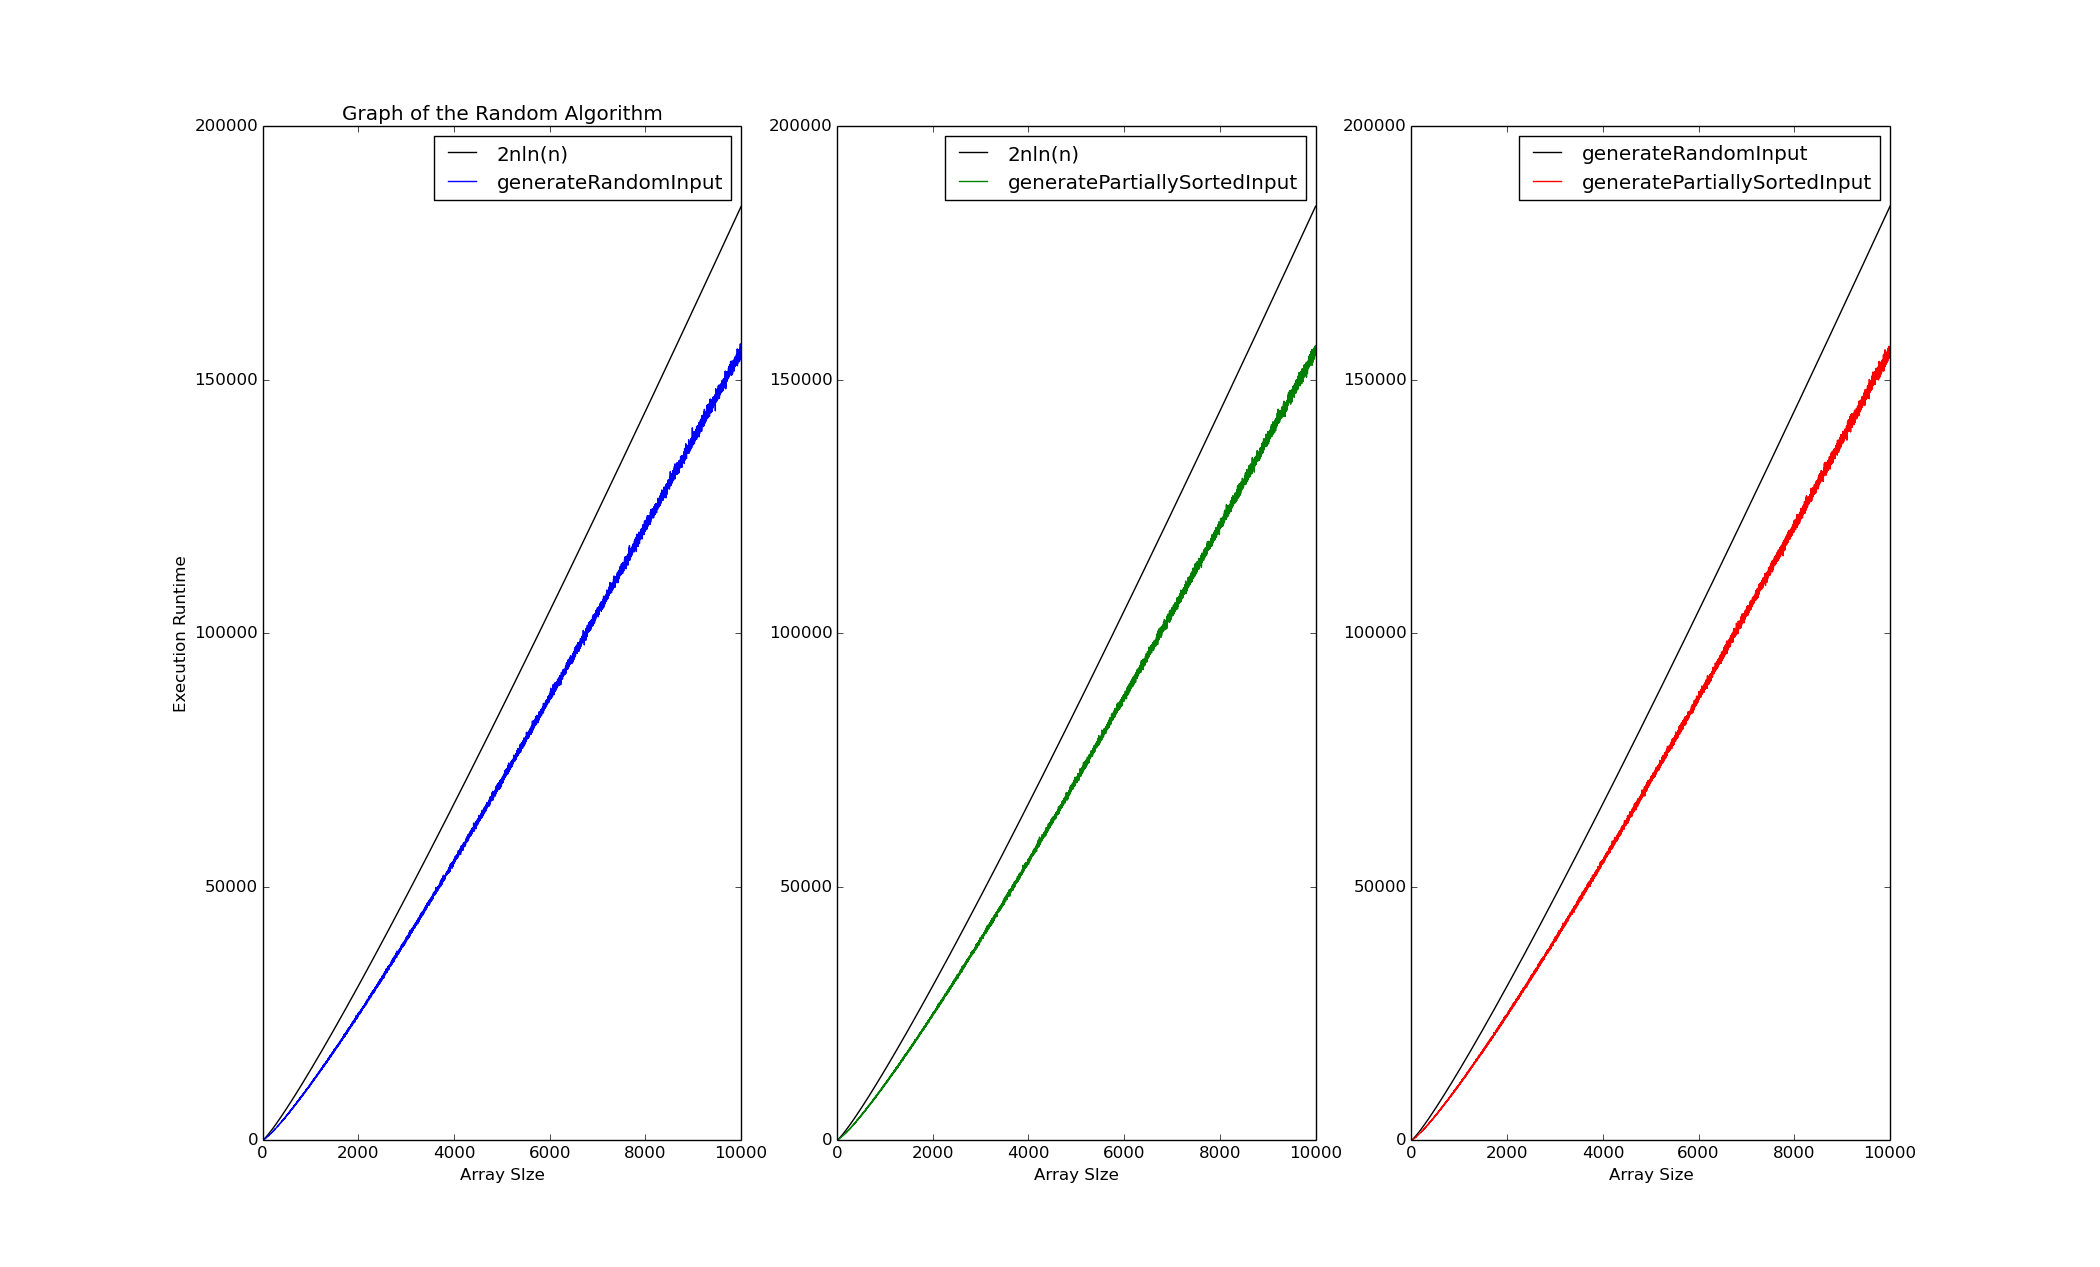 Graph of the Random Algorithm
200000
150000
100000
50000
0
Execution Runtime
2nln(n)
generateRandomInput
0 2000 4000 6000 8000 10000
Array SIze
200000
150000
100000
50000
0
2nln(n)
generatePartiallySortedInput
0 2000 4000 6000 8000 10000
Array SIze
200000
150000
100000
50000
0
generateRandomInput
generatePartiallySortedInput
0 2000 4000 6000 8000 10000
Array Size